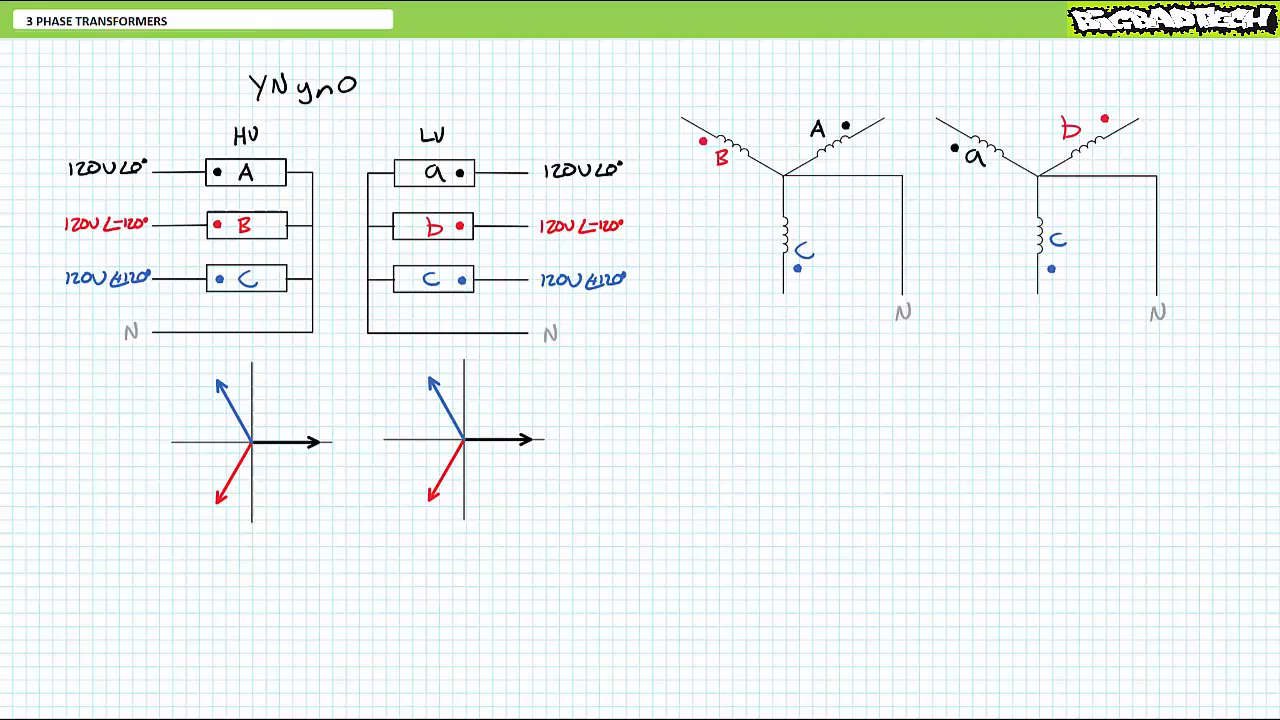 3 PHASE TRANSFORMERS
BIGBADTECH
YNyn0
HV
LV
120V∠0°
A
a
120V∠0°
120V∠-120°
B
b
120V∠-120°
120V∠+120°
C
c
120V∠+120°
N
N
B
A
C
N
a
b
C
N